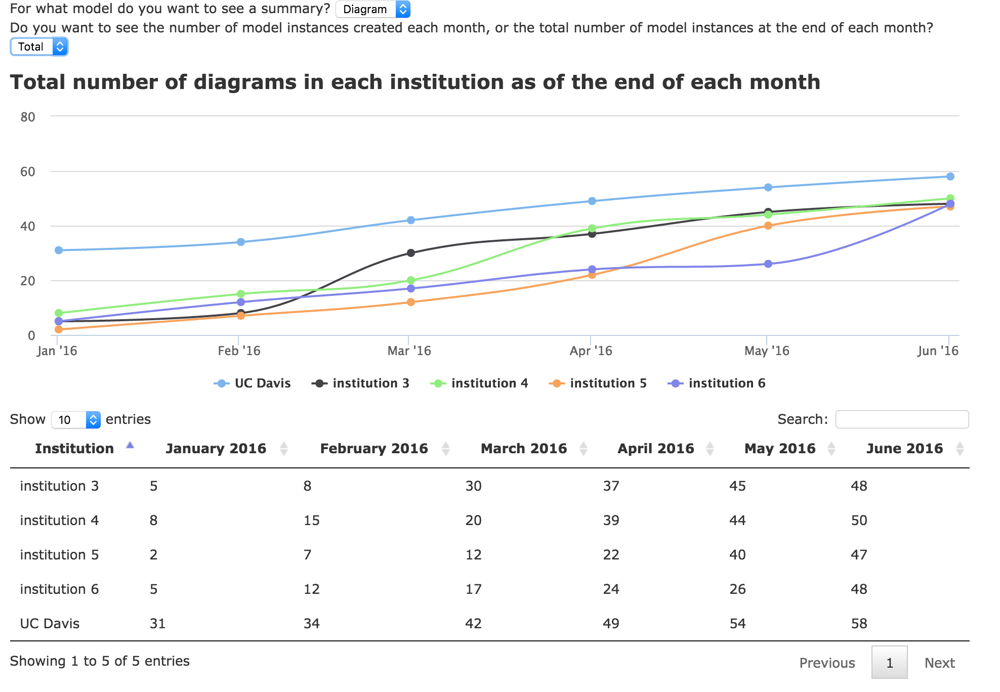 For what model do you want to see a summary? Diagram
Do you want to see the number of model instances created each month, or the total number of model instances at the end of each month?
Total
Total number of diagrams in each institution as of the end of each month
80
60
40
20
0
Jan '16 Feb '16 Mar '16 Apr '16 May '16 Jun '16
UC Davis institution 3 institution 4 institution 5 institution 6
Show 10 entries Search:
Institution January 2016 February 2016 March 2016 April 2016 May 2016 June 2016
institution 3 5 8 30 37 45 48
institution 4 8 15 20 39 44 50
institution 5 2 7 12 22 40 47
institution 6 5 12 17 24 26 48
UC Davis 31 34 42 49 54 58
Showing 1 to 5 of 5 entries Previous 1 Next